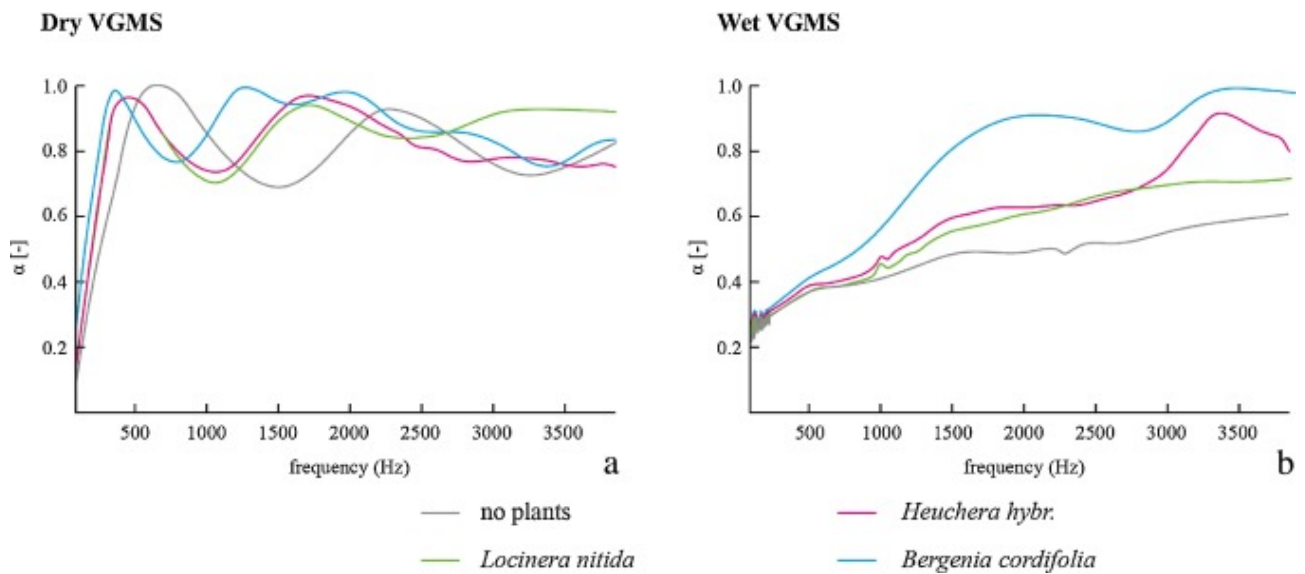 Dry VGMS
Wet VGMS
1.0
0.8
0.6
0.4
0.2
α [-]
500 1000 1500 2000 2500 3000 3500
frequency (Hz)
a
1.0
0.8
0.6
0.4
0.2
α [-]
500 1000 1500 2000 2500 3000 3500
frequency (Hz)
b
no plants
Heuchera hybr.
Locinera nitida
Bergenia cordifolia